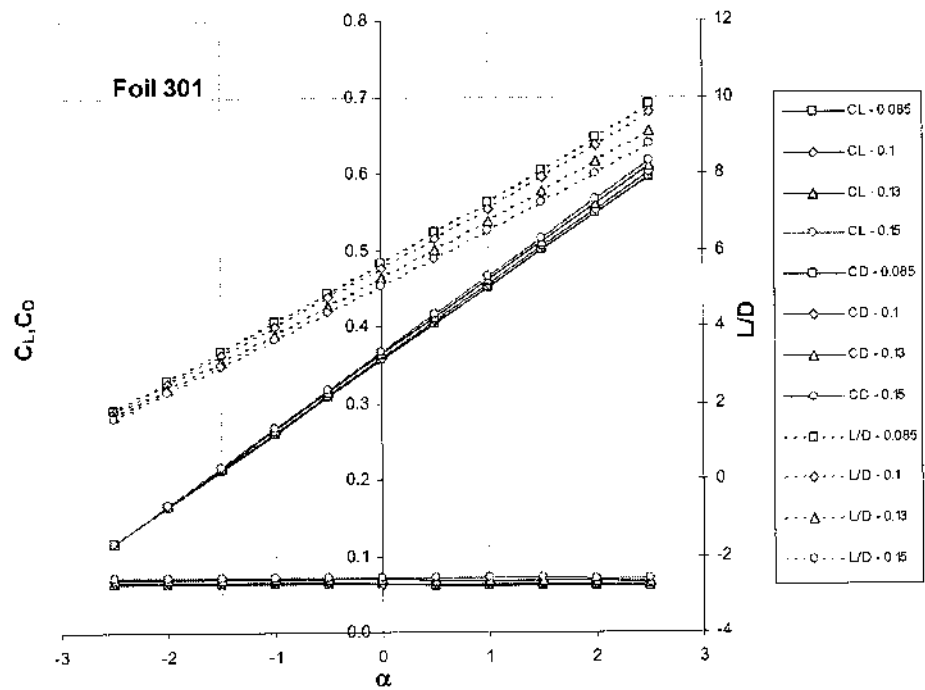 Foil 301
0.8
0.7
0.6
0.5
0.4
0.3
0.2
0.1
0.0
CL,CD
12
10
8
6
4
2
0
-2
-4
L/D
-3
-2
-1
0
1
2
3
α
CL - 0.085
CL - 0.1
CL - 0.13
CL - 0.15
CD - 0.085
CD - 0.1
CD - 0.13
CD - 0.15
L/D - 0.085
L/D - 0.1
L/D - 0.13
L/D - 0.15